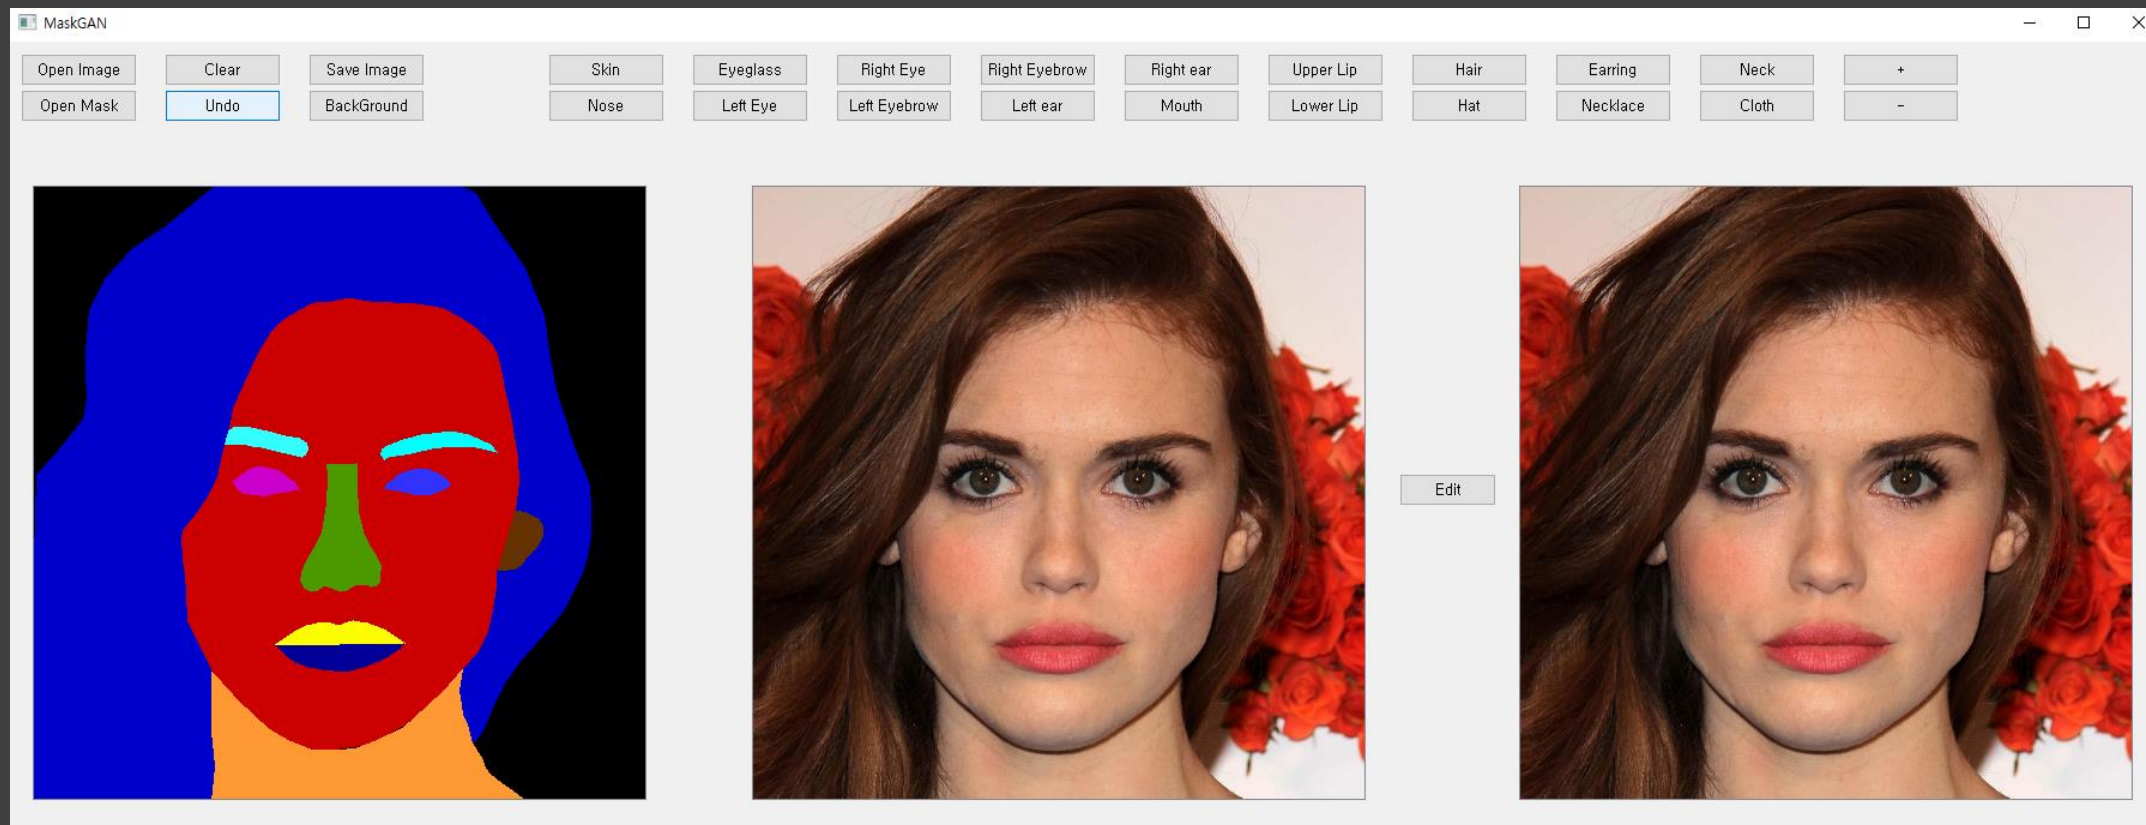 MaskGAN
Open Image Clear Save Image Skin Eyeglass Right Eye Right Eyebrow Right ear Upper Lip Hair Earring Neck +
Open Mask Undo BackGround Nose Left Eye Left Eyebrow Left ear Mouth Lower Lip Hat Necklace Cloth -
Edit